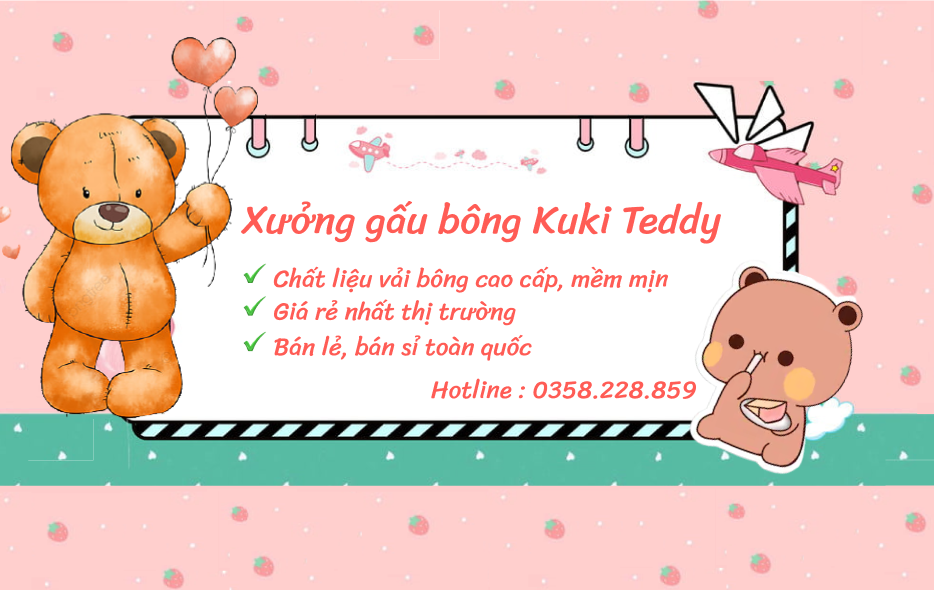 Xưởng gấu bông Kuki Teddy
Chất liệu vải bông cao cấp, mềm mịn
Giá rẻ nhất thị trường
Bán lẻ, bán sỉ toàn quốc
Hotline : 0358.228.859